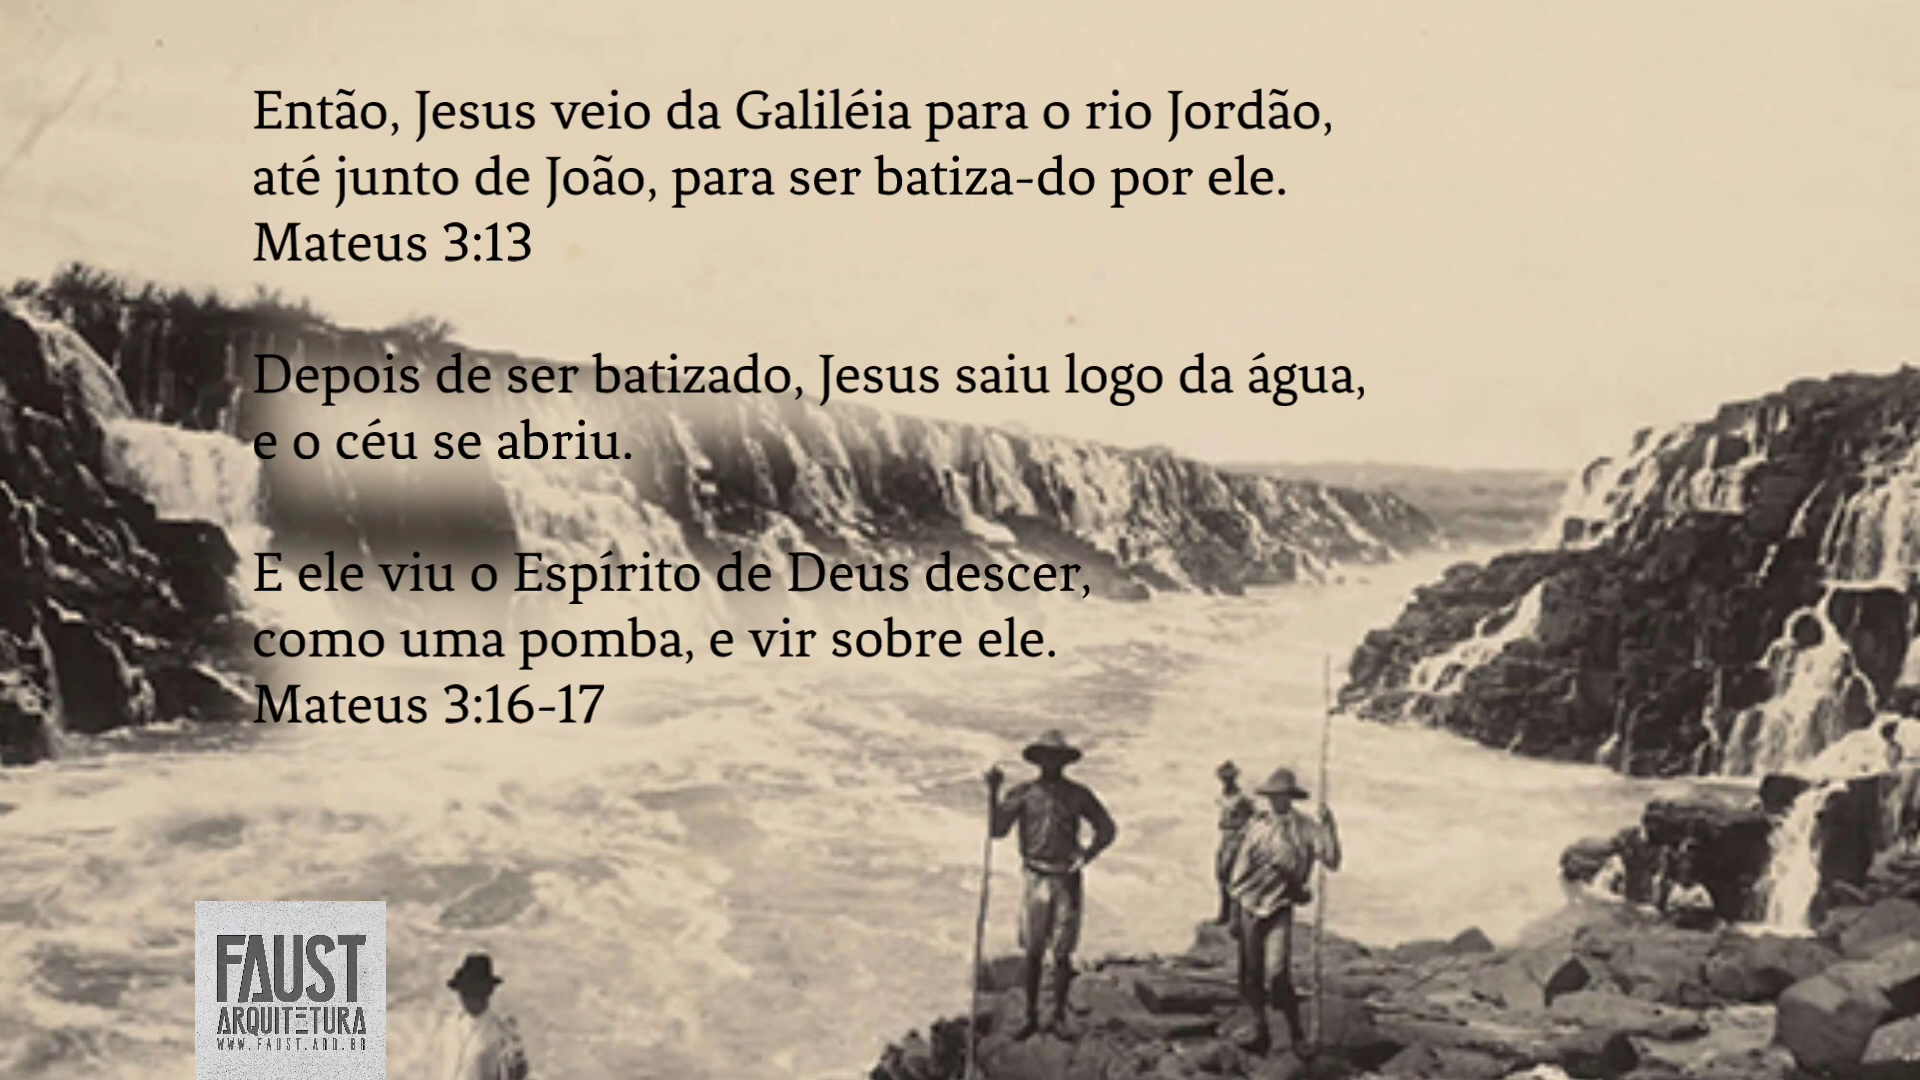 Então, Jesus veio da Galiléia para o rio Jordão,
até junto de João, para ser batiza-do por ele.
Mateus 3:13
Depois de ser batizado, Jesus saiu logo da água,
e o céu se abriu.
E ele viu o Espírito de Deus descer,
como uma pomba, e vir sobre ele.
Mateus 3:16-17
FAUST
ARQUITETURA
WWW.FAUST.ARQ.BR